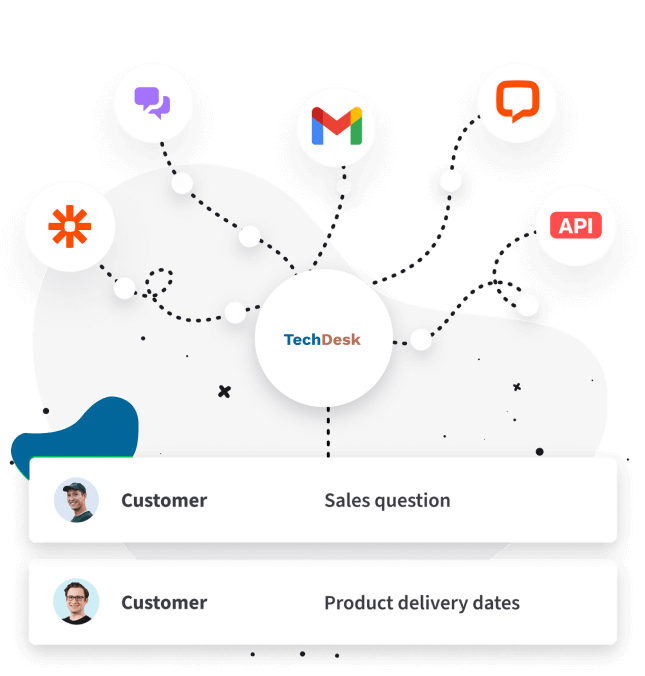 API
TechDesk
Customer Sales question
Customer Product delivery dates